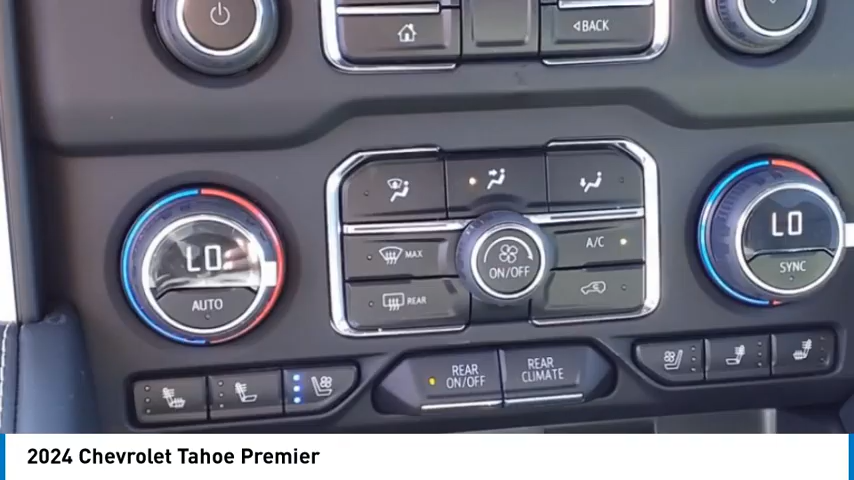 ◁BACK
LO
AUTO
MAX
REAR
ON/OFF
A/C
LO
SYNC
REAR
ON/OFF
REAR
CLIMATE
2024 Chevrolet Tahoe Premier